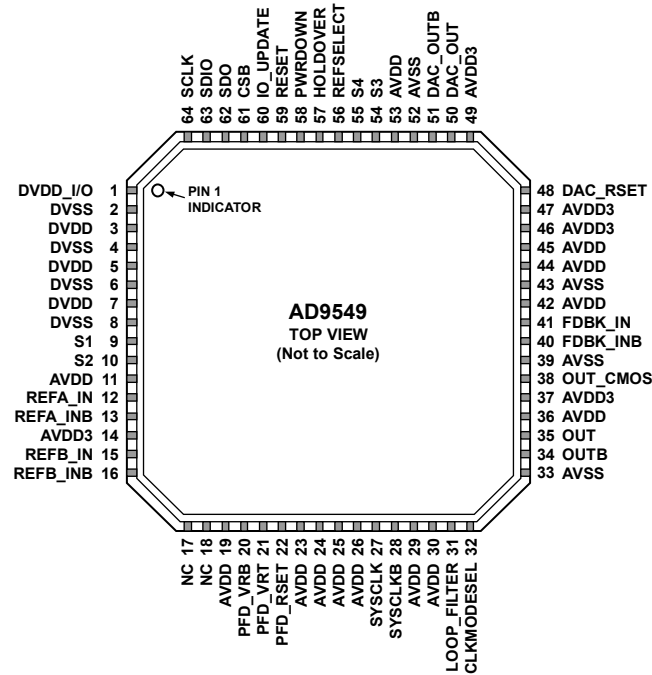 64 SCLK
63 SDIO
62 SDO
61 CSB
60 IO_UPDATE
59 RESET
58 PWRDOWN
57 HOLDOVER
56 REFSELECT
55 S4
54 S3
53 AVDD
52 AVSS
51 DAC_OUTB
50 DAC_OUT
49 AVDD3
DVDD_I/O 1
DVSS 2
DVDD 3
DVSS 4
DVDD 5
DVSS 6
DVDD 7
DVSS 8
S1 9
S2 10
AVDD 11
REFA_IN 12
REFA_INB 13
AVDD3 14
REFB_IN 15
REFB_INB 16
PIN 1
INDICATOR
AD9549
TOP VIEW
(Not to Scale)
48 DAC_RSET
47 AVDD3
46 AVDD3
45 AVDD
44 AVDD
43 AVSS
42 AVDD
41 FDBK_IN
40 FDBK_INB
39 AVSS
38 OUT_CMOS
37 AVDD3
36 AVDD
35 OUT
34 OUTB
33 AVSS
NC 17
NC 18
AVDD 19
PFD_VRB 20
PFD_VRT 21
PFD_RSET 22
AVDD 23
AVDD 24
AVDD 25
AVDD 26
SYSCLK 27
SYSCLKB 28
AVDD 29
AVDD 30
LOOP_FILTER 31
CLKMODESEL 32